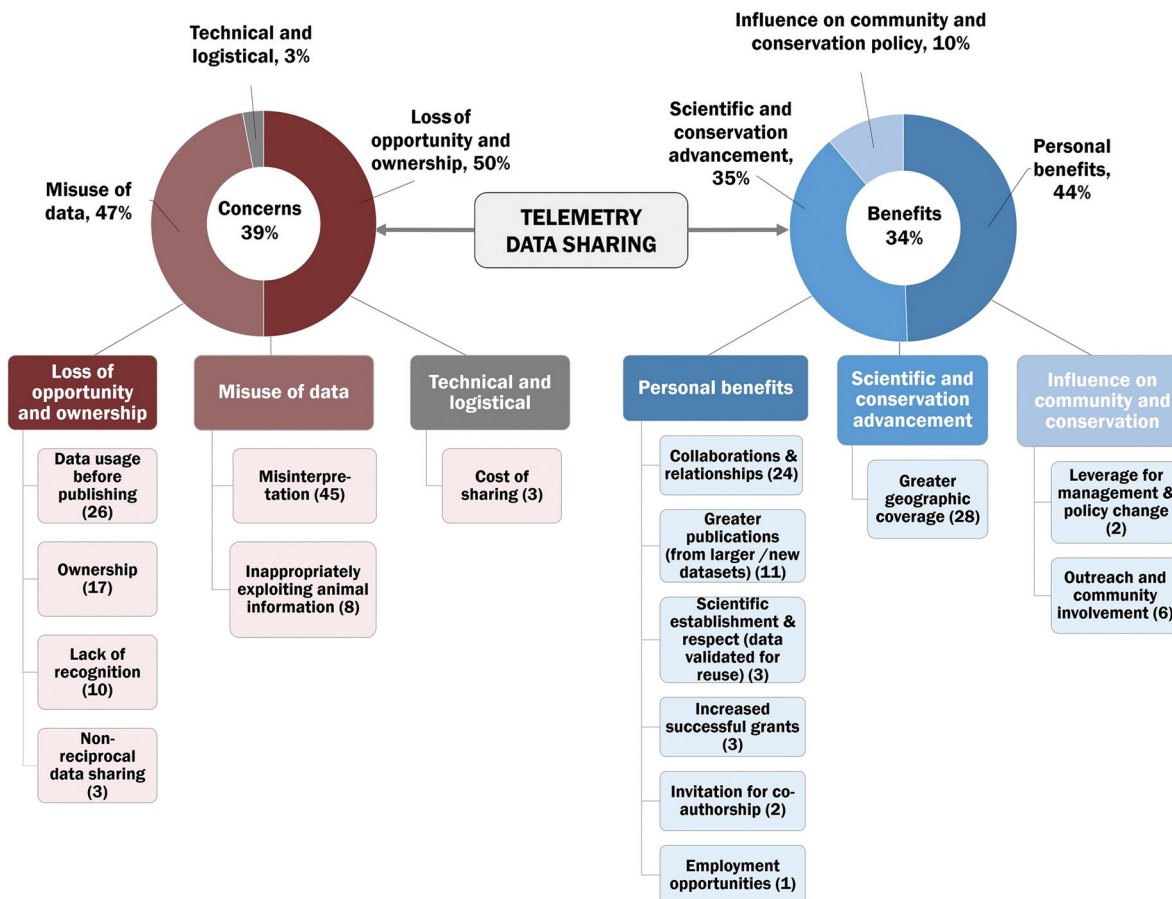 Technical and
logistical, 3%
Loss of
opportunity and
ownership, 50%
Misuse of
data, 47%
Concerns
39%
TELEMETRY
DATA SHARING
Influence on community and
conservation policy, 10%
Scientific and
conservation
advancement,
35%
Personal
benefits,
44%
Benefits
34%
Loss of
opportunity
and ownership
Data usage
before
publishing
(26)
Ownership
(17)
Lack of
recognition
(10)
Non-
reciprocal
data sharing
(3)
Misuse of data
Misinterpre-
tation (45)
Inappropriately
exploiting animal
information (8)
Technical and
logistical
Cost of
sharing (3)
Personal benefits
Collaborations &
relationships (24)
Greater
publications
(from larger /new
datasets) (11)
Scientific
establishment &
respect (data
validated for
reuse) (3)
Increased
successful grants
(3)
Invitation for co-
authorship (2)
Employment
opportunities (1)
Scientific and
conservation
advancement
Greater
geographic
coverage (28)
Influence on
community and
conservation
Leverage for
management &
policy change
(2)
Outreach and
community
involvement (6)